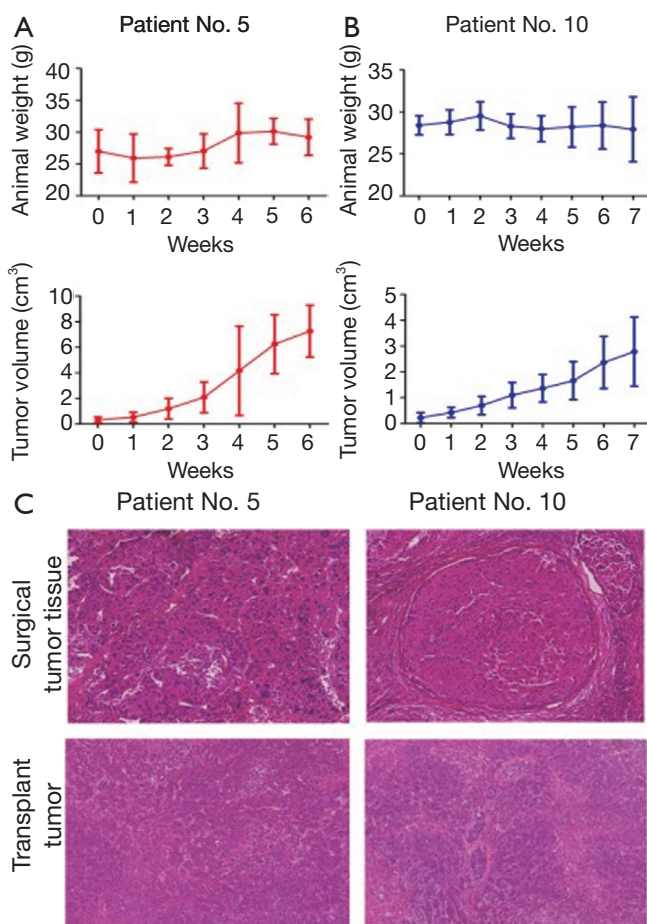 A
Patient No. 5
Animal weight (g)
40
35
30
25
20
0 1 2 3 4 5 6
Weeks
Tumor volume (cm³)
10
8
6
4
2
0
0 1 2 3 4 5 6
Weeks
B
Patient No. 10
Animal weight (g)
35
30
25
20
0 1 2 3 4 5 6 7
Weeks
Tumor volume (cm³)
5
4
3
2
1
0
0 1 2 3 4 5 6 7
Weeks
C
Patient No. 5
Patient No. 10
Surgical
tumor tissue
Transplant
tumor